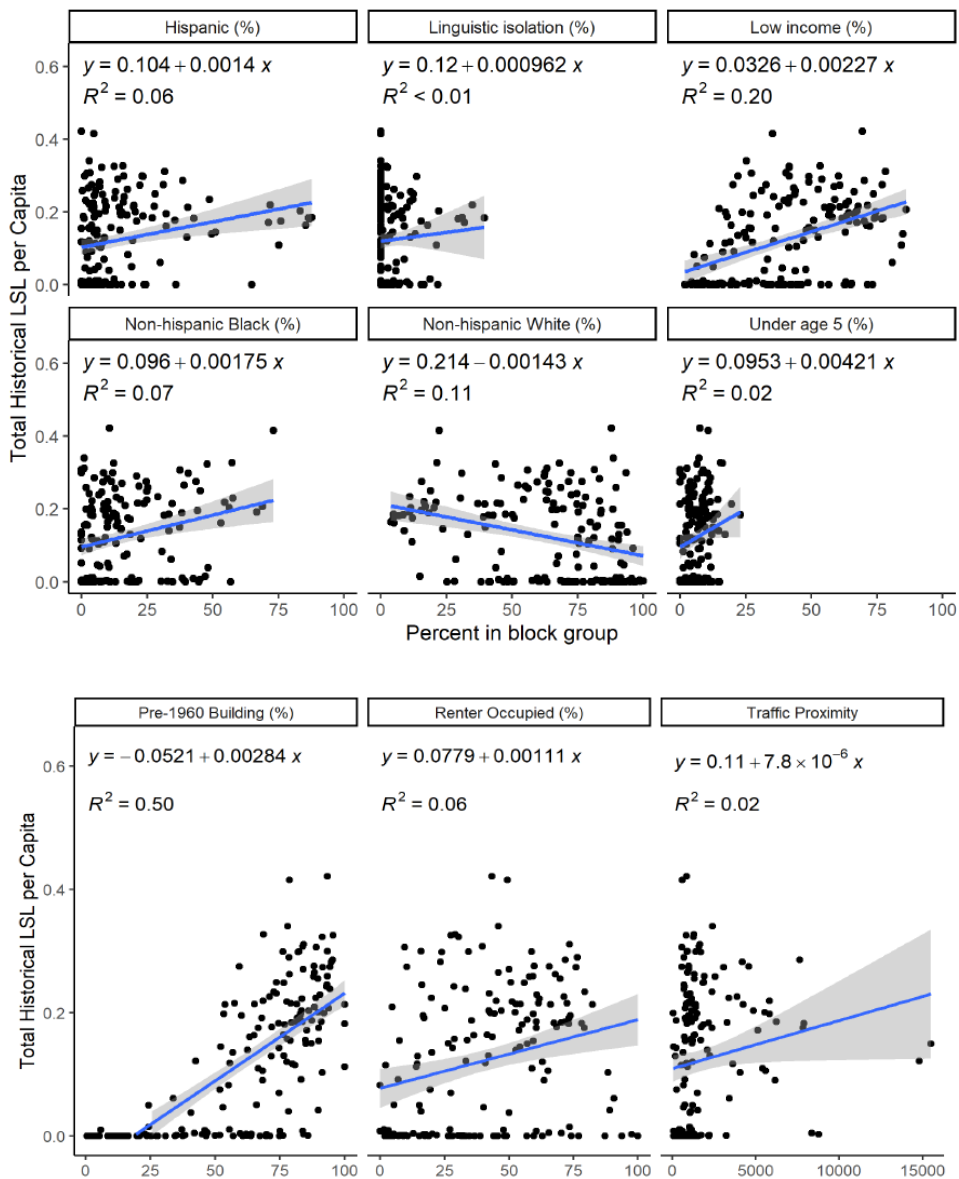 Hispanic (%)
Linguistic isolation (%)
Low income (%)
y = 0.104 + 0.0014 x
R² = 0.06
y = 0.12 + 0.000962 x
R² < 0.01
y = 0.0326 + 0.00227 x
R² = 0.20
0.6
0.4
0.2
0.0
Non-hispanic Black (%)
Non-hispanic White (%)
Under age 5 (%)
y = 0.096 + 0.00175 x
R² = 0.07
y = 0.214 − 0.00143 x
R² = 0.11
y = 0.0953 + 0.00421 x
R² = 0.02
0.6
0.4
0.2
0.0
0 25 50 75 100
0 25 50 75 100
0 25 50 75 100
Percent in block group
Total Historical LSL per Capita
Pre-1960 Building (%)
Renter Occupied (%)
Traffic Proximity
y = − 0.0521 + 0.00284 x
R² = 0.50
y = 0.0779 + 0.00111 x
R² = 0.06
y = 0.11 + 7.8 × 10⁻⁶ x
R² = 0.02
0.6
0.4
0.2
0.0
0 25 50 75 100
0 25 50 75 100
0 5000 10000 15000
Total Historical LSL per Capita